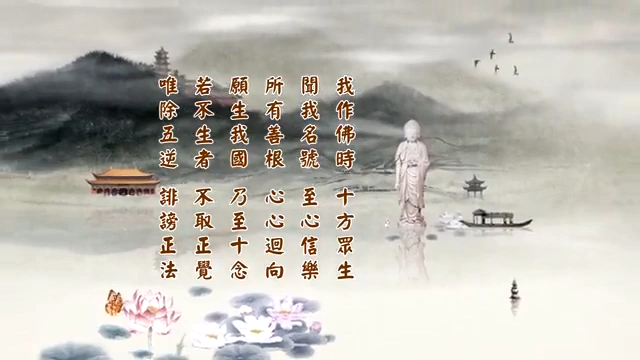 我作佛時 十方眾生
聞我名號 至心信樂
所有善根 心心迴向
願生我國 乃至十念
若不生者 不取正覺
唯除五逆 誹謗正法